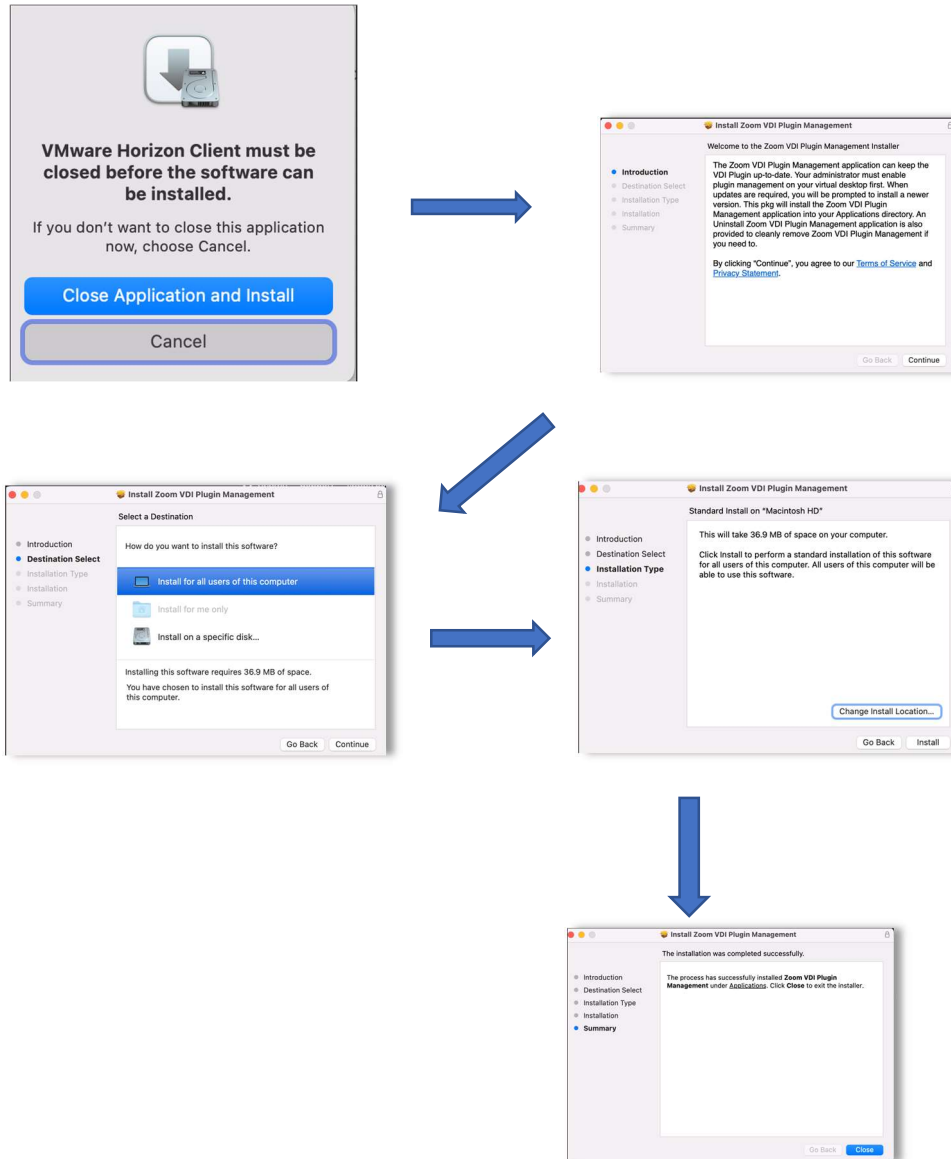 VMware Horizon Client must be
closed before the software can
be installed.
If you don't want to close this application
now, choose Cancel.
Close Application and Install
Cancel
Install Zoom VDI Plugin Management
Welcome to the Zoom VDI Plugin Management Installer
Introduction
Destination Select
Installation Type
Installation
Summary
The Zoom VDI Plugin Management application can keep the
VDI Plugin up-to-date. Your administrator must enable
plugin management on your virtual desktop first. When
updates are required, you will be prompted to install a newer
version. This pkg will install the Zoom VDI Plugin
Management application into your Applications directory. An
Uninstall Zoom VDI Plugin Management application is also
provided to cleanly remove Zoom VDI Plugin Management if
you need to.
By clicking "Continue", you agree to our Terms of Service and
Privacy Statement.
Go Back
Continue
Install Zoom VDI Plugin Management
Select a Destination
Introduction
Destination Select
Installation Type
Installation
Summary
How do you want to install this software?
Install for all users of this computer
Install for me only
Install on a specific disk...
Installing this software requires 36.9 MB of space.
You have chosen to install this software for all users of
this computer.
Go Back
Continue
Install Zoom VDI Plugin Management
Standard Install on "Macintosh HD"
Introduction
Destination Select
Installation Type
Installation
Summary
This will take 36.9 MB of space on your computer.
Click Install to perform a standard installation of this software
for all users of this computer. All users of this computer will be
able to use this software.
Change Install Location...
Go Back
Install
Install Zoom VDI Plugin Management
The installation was completed successfully.
Introduction
Destination Select
Installation Type
Installation
Summary
The process has successfully installed Zoom VDI Plugin
Management under Applications. Click Close to exit the installer.
Go Back
Close